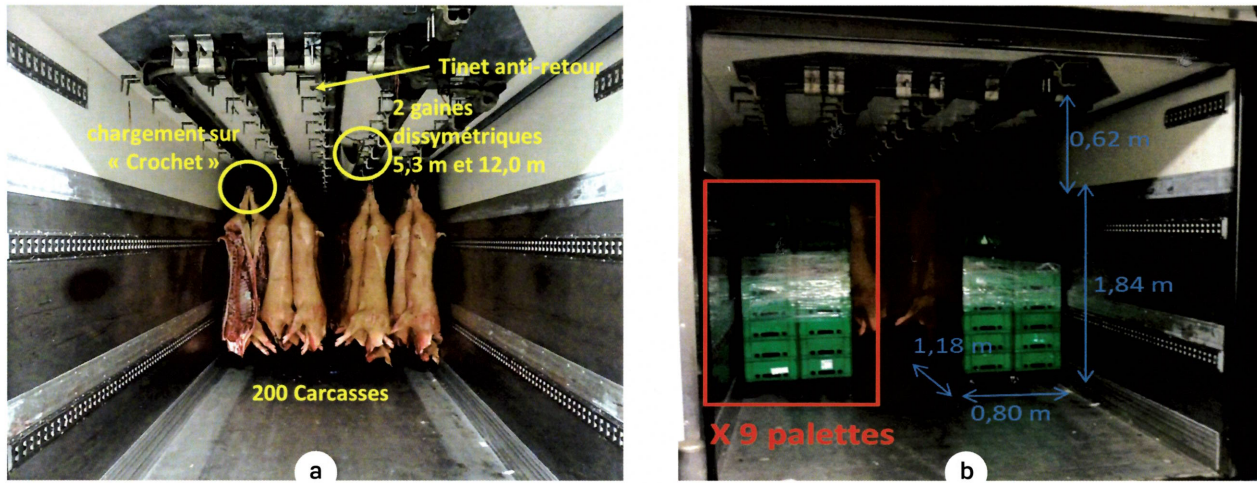 Tinet anti-retour
2 gaines
dissymétriques
5,3 m et 12,0 m
chargement sur
« Crochet »
200 Carcasses
a
0,62 m
1,84 m
1,18 m
0,80 m
X 9 palettes
b